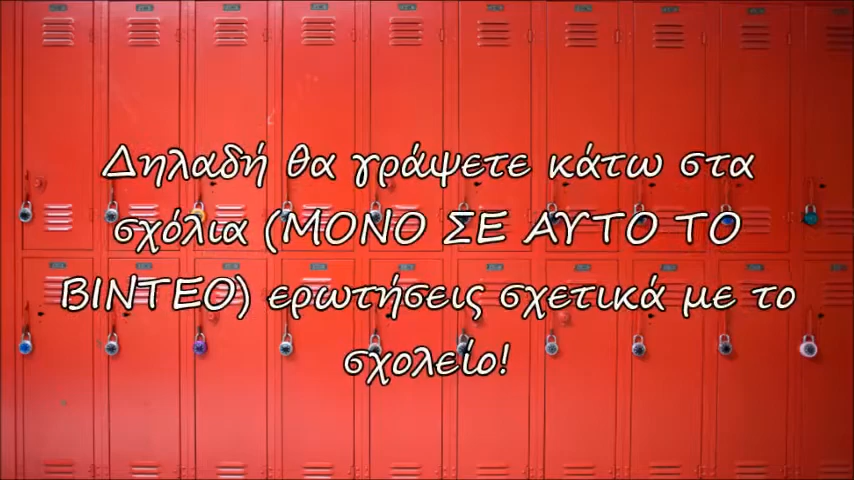 Δηλαδή θα γράψετε κάτω στα
σχόλια (ΜΟΝΟ ΣΕ ΑΥΤΟ ΤΟ
ΒΙΝΤΕΟ) ερωτήσεις σχετικά με το
σχολείο!